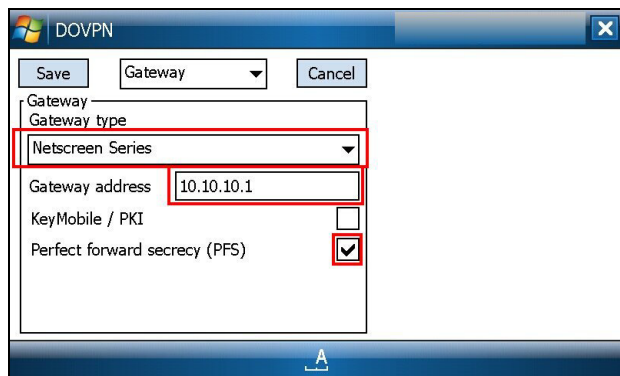 DOVPN
Save Gateway Cancel
Gateway
Gateway type
Netscreen Series
Gateway address 10.10.10.1
KeyMobile / PKI
Perfect forward secrecy (PFS)
A